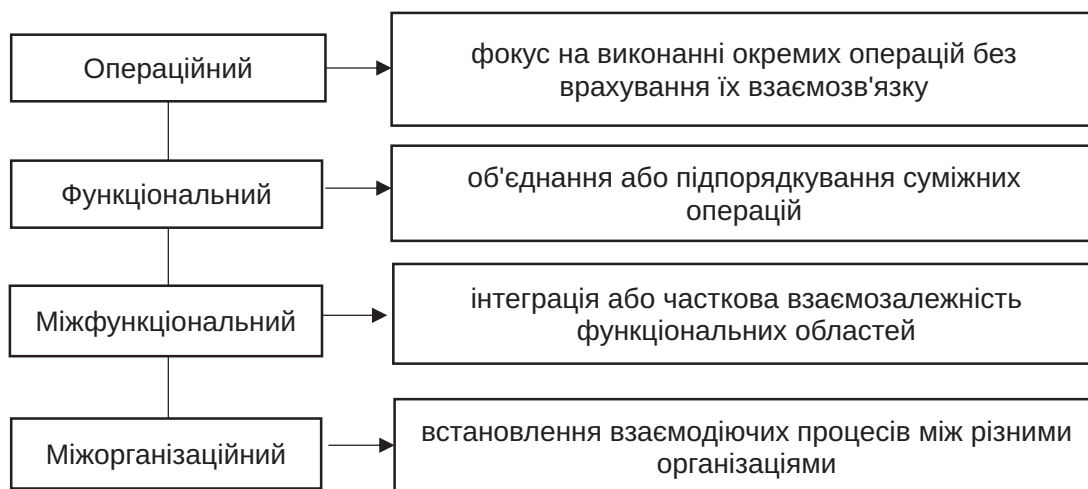 Операційний
фокус на виконанні окремих операцій без
врахування їх взаємозв'язку
Функціональний
об'єднання або підпорядкування суміжних
операцій
Міжфункціональний
інтеграція або часткова взаємозалежність
функціональних областей
Міжорганізаційний
встановлення взаємодіючих процесів між різними
організаціями